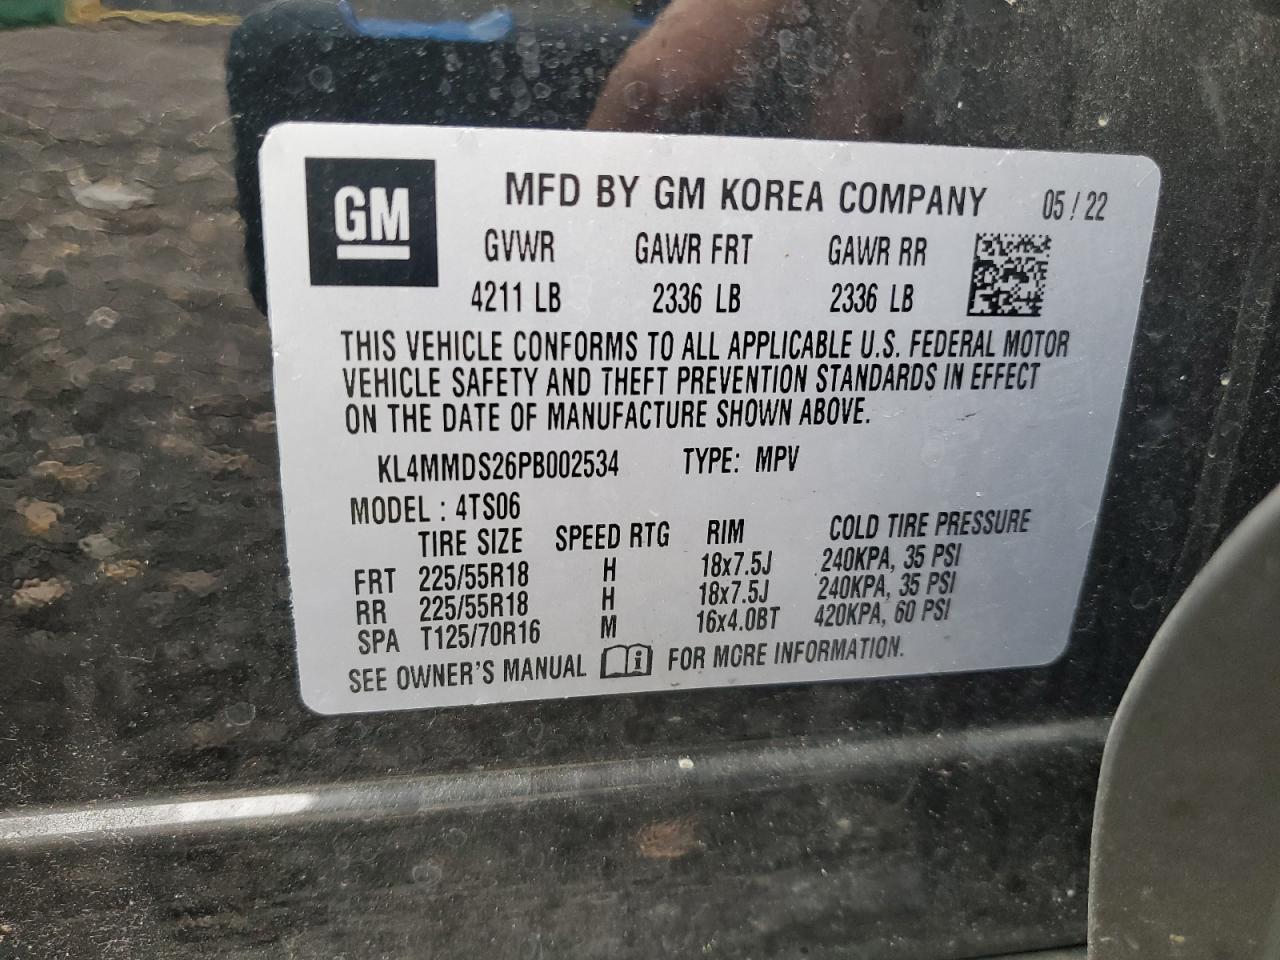 GM
MFD BY GM KOREA COMPANY 05 / 22
GVWR GAWR FRT GAWR RR
4211 LB 2336 LB 2336 LB
THIS VEHICLE CONFORMS TO ALL APPLICABLE U.S. FEDERAL MOTOR
VEHICLE SAFETY AND THEFT PREVENTION STANDARDS IN EFFECT
ON THE DATE OF MANUFACTURE SHOWN ABOVE.
KL4MMDS26PB002534 TYPE: MPV
MODEL : 4TS06
TIRE SIZE SPEED RTG RIM COLD TIRE PRESSURE
FRT 225/55R18 H 18x7.5J 240KPA, 35 PSI
RR 225/55R18 H 18x7.5J 240KPA, 35 PSI
SPA T125/70R16 M 16x4.0BT 420KPA, 60 PSI
SEE OWNER'S MANUAL i FOR MORE INFORMATION.